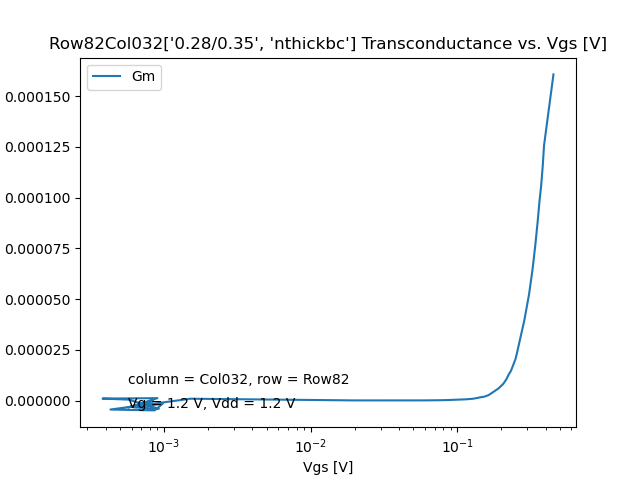 Row82Col032['0.28/0.35', 'nthickbc'] Transconductance vs. Vgs [V]
Gm
0.000150
0.000125
0.000100
0.000075
0.000050
0.000025
0.000000
column = Col032, row = Row82
Vg = 1.2 V, Vdd = 1.2 V
10⁻³ 10⁻² 10⁻¹
Vgs [V]